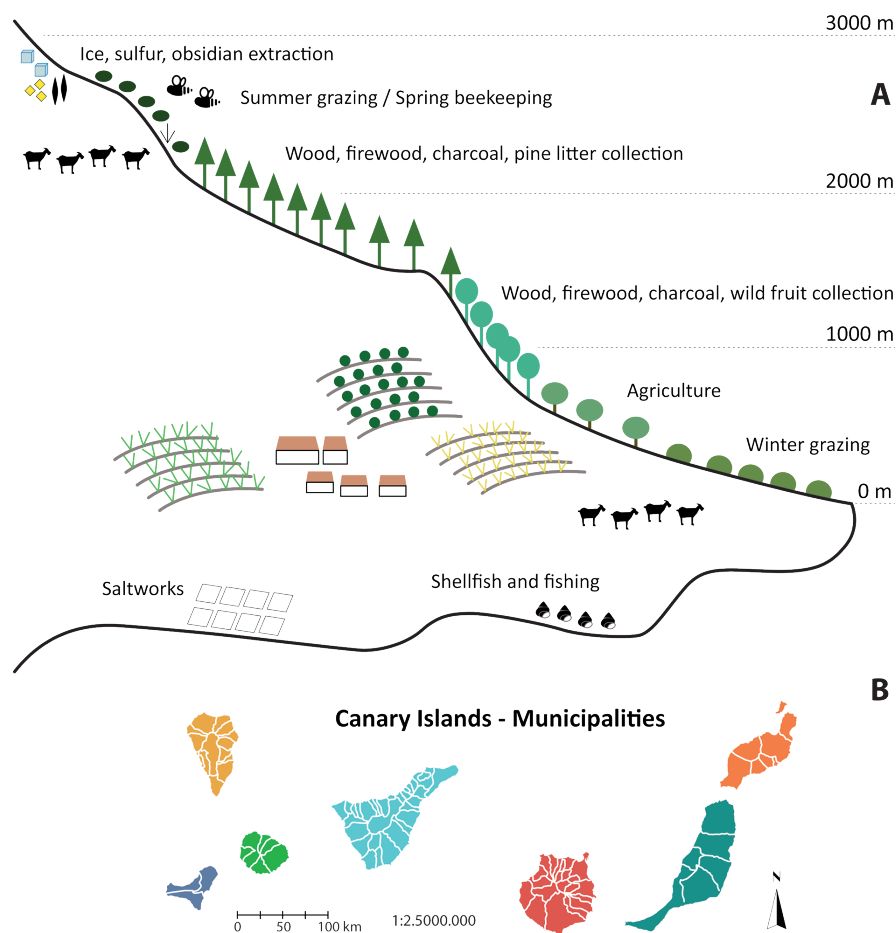 3000 m
Ice, sulfur, obsidian extraction
A
Summer grazing / Spring beekeeping
Wood, firewood, charcoal, pine litter collection
2000 m
Wood, firewood, charcoal, wild fruit collection
1000 m
Agriculture
Winter grazing
0 m
Shellfish and fishing
Saltworks
B
Canary Islands - Municipalities
N
0 50 100 km
1:2.5000.000